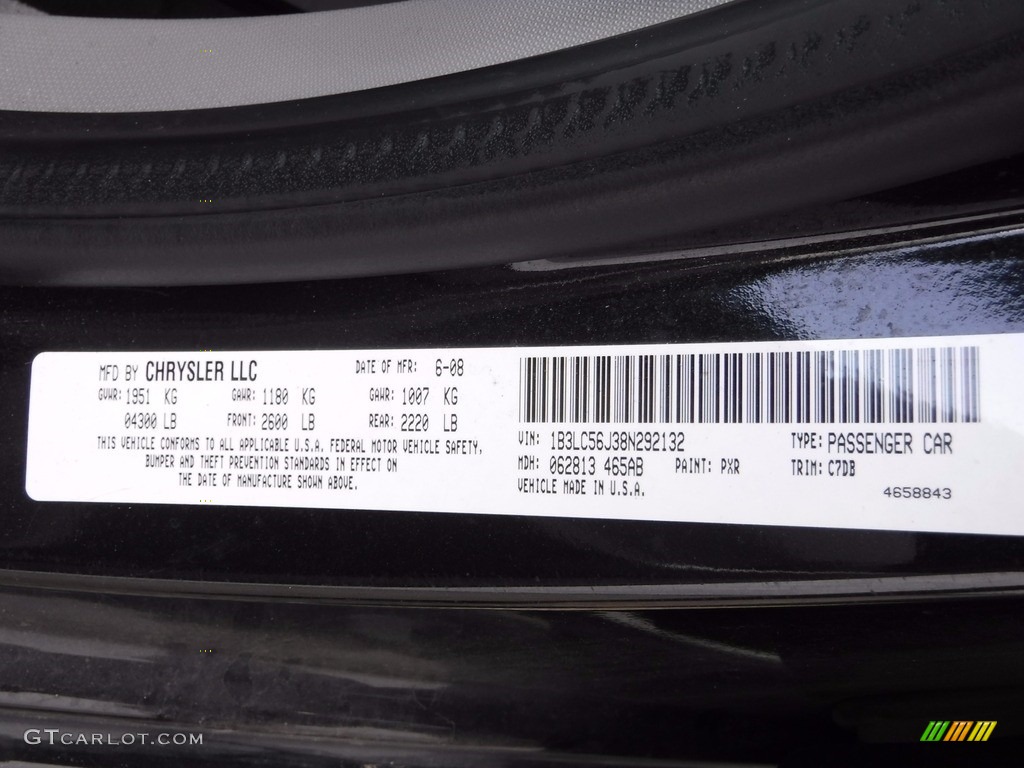 MFD BY CHRYSLER LLC DATE OF MFR: 6-08
GVWR: 1951 KG GAWR: 1180 KG GAWR: 1007 KG
04300 LB FRONT: 2600 LB REAR: 2220 LB
THIS VEHICLE CONFORMS TO ALL APPLICABLE U.S.A. FEDERAL MOTOR VEHICLE SAFETY,
BUMPER AND THEFT PREVENTION STANDARDS IN EFFECT ON
THE DATE OF MANUFACTURE SHOWN ABOVE.
VIN: 1B3LC56J38N292132 TYPE: PASSENGER CAR
MDH: 062813 465AB PAINT: PXR TRIM: C7DB
VEHICLE MADE IN U.S.A.
4658843
GTCARLOT.COM